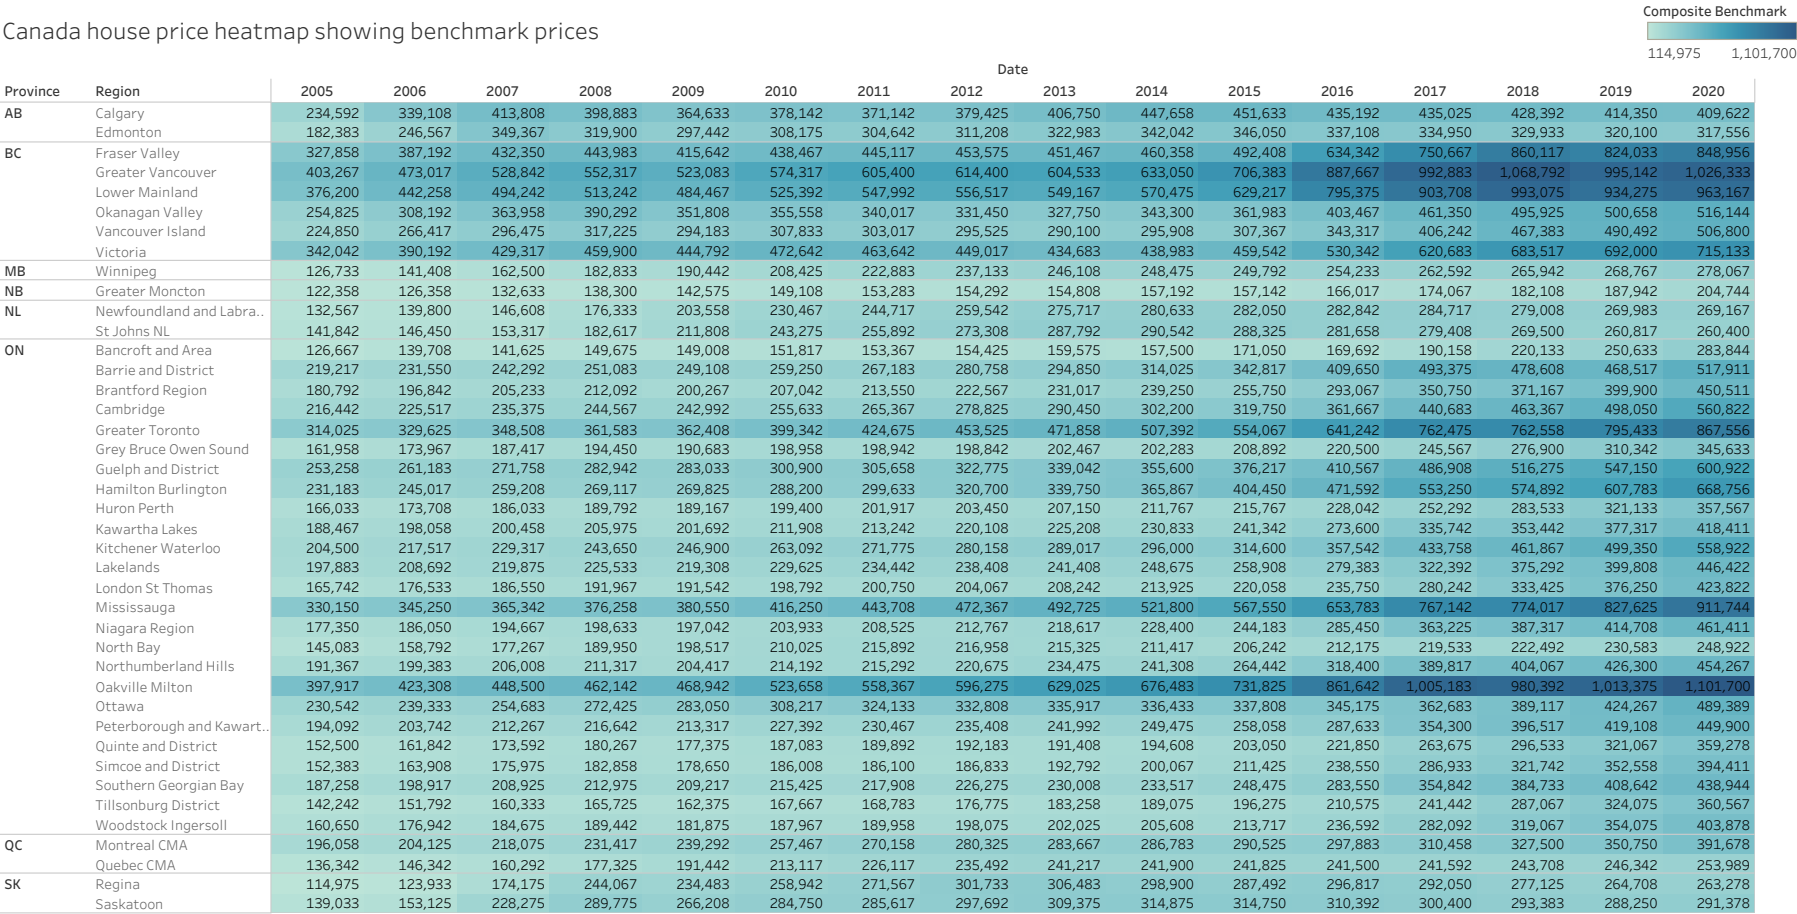 Composite Benchmark
Canada house price heatmap showing benchmark prices
114,975 1,101,700
Date
Province Region 2005 2006 2007 2008 2009 2010 2011 2012 2013 2014 2015 2016 2017 2018 2019 2020
AB Calgary 234,592 339,108 413,808 398,883 364,633 378,142 371,142 379,425 406,750 447,658 451,633 435,192 435,025 428,392 414,350 409,622
Edmonton 182,383 246,567 349,367 319,900 297,442 308,175 304,642 311,208 322,983 342,042 346,050 337,108 334,950 329,933 320,100 317,556
BC Fraser Valley 327,858 387,192 432,350 443,983 415,642 438,467 445,117 453,575 451,467 460,358 492,408 634,342 750,667 860,117 824,033 848,956
Greater Vancouver 403,267 473,017 528,842 552,317 523,083 574,317 605,400 614,400 604,533 633,050 706,383 887,667 992,883 1,068,792 995,142 1,026,333
Lower Mainland 376,200 442,258 494,242 513,242 484,467 525,392 547,992 556,517 549,167 570,475 629,217 795,375 903,708 993,075 934,275 963,167
Okanagan Valley 254,825 308,192 363,958 390,292 351,808 355,558 340,017 331,450 327,750 343,300 361,983 403,467 461,350 495,925 500,658 516,144
Vancouver Island 224,850 266,417 296,475 317,225 294,183 307,833 303,017 295,525 290,100 295,908 307,367 343,317 406,242 467,383 490,492 506,800
Victoria 342,042 390,192 429,317 459,900 444,792 472,642 463,642 449,017 434,683 438,983 459,542 530,342 620,683 683,517 692,000 715,133
MB Winnipeg 126,733 141,408 162,500 182,833 190,442 208,425 222,883 237,133 246,108 248,475 249,792 254,233 262,592 265,942 268,767 278,067
NB Greater Moncton 122,358 126,358 132,633 138,300 142,575 149,108 153,283 154,292 154,808 157,192 157,142 166,017 174,067 182,108 187,942 204,744
NL Newfoundland and Labra.. 132,567 139,800 146,608 176,333 203,558 230,467 244,717 259,542 275,717 280,633 282,050 282,842 284,717 279,008 269,983 269,167
St Johns NL 141,842 146,450 153,317 182,617 211,808 243,275 255,892 273,308 287,792 290,542 288,325 281,658 279,408 269,500 260,817 260,400
ON Bancroft and Area 126,667 139,708 141,625 149,675 149,008 151,817 153,367 154,425 159,575 157,500 171,050 169,692 190,158 220,133 250,633 283,844
Barrie and District 219,217 231,550 242,292 251,083 249,108 259,250 267,183 280,758 294,850 314,025 342,817 409,650 493,375 478,608 468,517 517,911
Brantford Region 180,792 196,842 205,233 212,092 200,267 207,042 213,550 222,567 231,017 239,250 255,750 293,067 350,750 371,167 399,900 450,511
Cambridge 216,442 225,517 235,375 244,567 242,992 255,633 265,367 278,825 290,450 302,200 319,750 361,667 440,683 463,367 498,050 560,822
Greater Toronto 314,025 329,625 348,508 361,583 362,408 399,342 424,675 453,525 471,858 507,392 554,067 641,242 762,475 762,558 795,433 867,556
Grey Bruce Owen Sound 161,958 173,967 187,417 194,450 190,683 198,958 198,942 198,842 202,467 202,283 208,892 220,500 245,567 276,900 310,342 345,633
Guelph and District 253,258 261,183 271,758 282,942 283,033 300,900 305,658 322,775 339,042 355,600 376,217 410,567 486,908 516,275 547,150 600,922
Hamilton Burlington 231,183 245,017 259,208 269,117 269,825 288,200 299,633 320,700 339,750 365,867 404,450 471,592 553,250 574,892 607,783 668,756
Huron Perth 166,033 173,708 186,033 189,792 189,167 199,400 201,917 203,450 207,150 211,767 215,767 228,042 252,292 283,533 321,133 357,567
Kawartha Lakes 188,467 198,058 200,458 205,975 201,692 211,908 213,242 220,108 225,208 230,833 241,342 273,600 335,742 353,442 377,317 418,411
Kitchener Waterloo 204,500 217,517 229,317 243,650 246,900 263,092 271,775 280,158 289,017 296,000 314,600 357,542 433,758 461,867 499,350 558,922
Lakelands 197,883 208,692 219,875 225,533 219,308 229,625 234,442 238,408 241,408 248,675 258,908 279,383 322,392 375,292 399,808 446,422
London St Thomas 165,742 176,533 186,550 191,967 191,542 198,792 200,750 204,067 208,242 213,925 220,058 235,750 280,242 333,425 376,250 423,822
Mississauga 330,150 345,250 365,342 376,258 380,550 416,250 443,708 472,367 492,725 521,800 567,550 653,783 767,142 774,017 827,625 911,744
Niagara Region 177,350 186,050 194,667 198,633 197,042 203,933 208,525 212,767 218,617 228,400 244,183 285,450 363,225 387,317 414,708 461,411
North Bay 145,083 158,792 177,267 189,950 198,517 210,025 215,892 216,958 215,325 211,417 206,242 212,175 219,533 222,492 230,583 248,922
Northumberland Hills 191,367 199,383 206,008 211,317 204,417 214,192 215,292 220,675 234,475 241,308 264,442 318,400 389,817 404,067 426,300 454,267
Oakville Milton 397,917 423,308 448,500 462,142 468,942 523,658 558,367 596,275 629,025 676,483 731,825 861,642 1,005,183 980,392 1,013,375 1,101,700
Ottawa 230,542 239,333 254,683 272,425 283,050 308,217 324,133 332,808 335,917 336,433 337,808 345,175 362,683 389,117 424,267 489,389
Peterborough and Kawart.. 194,092 203,742 212,267 216,642 213,317 227,392 230,467 235,408 241,992 249,475 258,058 287,633 354,300 396,517 419,108 449,900
Quinte and District 152,500 161,842 173,592 180,267 177,375 187,083 189,892 192,183 191,408 194,608 203,050 221,850 263,675 296,533 321,067 359,278
Simcoe and District 152,383 163,908 175,975 182,858 178,650 186,008 186,100 186,833 192,792 200,067 211,425 238,550 286,933 321,742 352,558 394,411
Southern Georgian Bay 187,258 198,917 208,925 212,975 209,217 215,425 217,908 226,275 230,008 233,517 248,475 283,550 354,842 384,733 408,642 438,944
Tillsonburg District 142,242 151,792 160,333 165,725 162,375 167,667 168,783 176,775 183,258 189,075 196,275 210,575 241,442 287,067 324,075 360,567
Woodstock Ingersoll 160,650 176,942 184,675 189,442 181,875 187,967 189,958 198,075 202,025 205,608 213,717 236,592 282,092 319,067 354,075 403,878
QC Montreal CMA 196,058 204,125 218,075 231,417 239,292 257,467 270,158 280,325 283,667 286,783 290,525 297,883 310,458 327,500 350,750 391,678
Quebec CMA 136,342 146,342 160,292 177,325 191,442 213,117 226,117 235,492 241,217 241,900 241,825 241,500 241,592 243,708 246,342 253,989
SK Regina 114,975 123,933 174,175 244,067 234,483 258,942 271,567 301,733 306,483 298,900 287,492 296,817 292,050 277,125 264,708 263,278
Saskatoon 139,033 153,125 228,275 289,775 266,208 284,750 285,617 297,692 309,375 314,875 314,750 310,392 300,400 293,383 288,250 291,378